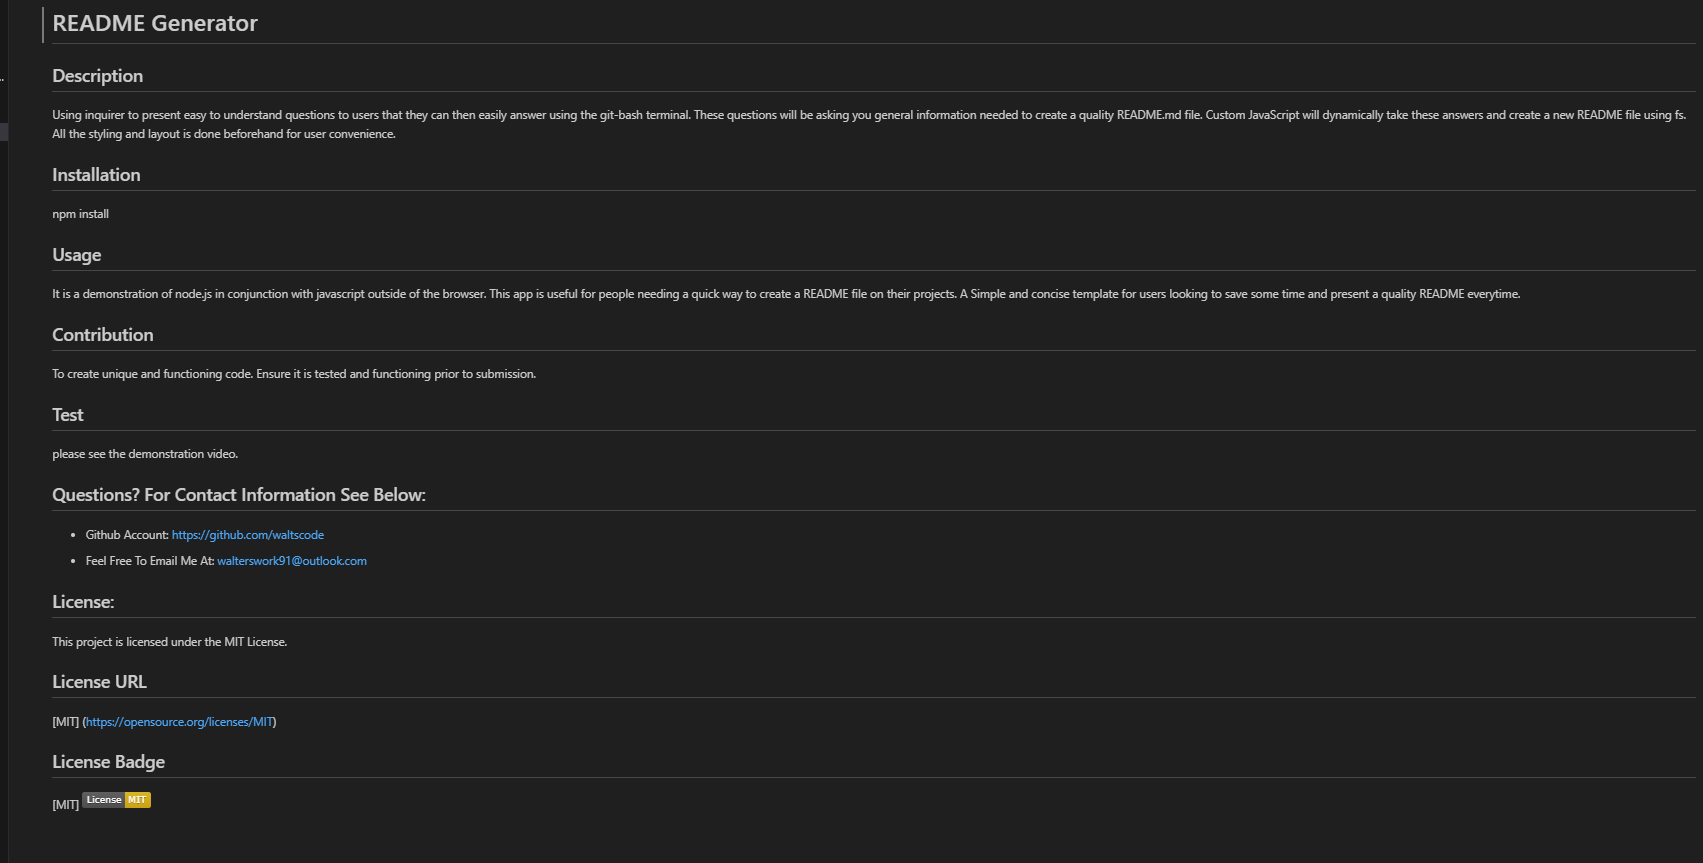 README Generator
Description
Using inquirer to present easy to understand questions to users that they can then easily answer using the git-bash terminal. These questions will be asking you general information needed to create a quality README.md file. Custom JavaScript will dynamically take these answers and create a new README file using fs.
All the styling and layout is done beforehand for user convenience.
Installation
npm install
Usage
It is a demonstration of node.js in conjunction with javascript outside of the browser. This app is useful for people needing a quick way to create a README file on their projects. A Simple and concise template for users looking to save some time and present a quality README everytime.
Contribution
To create unique and functioning code. Ensure it is tested and functioning prior to submission.
Test
please see the demonstration video.
Questions? For Contact Information See Below:
• Github Account: https://github.com/waltscode
• Feel Free To Email Me At: walterswork91@outlook.com
License:
This project is licensed under the MIT License.
License URL
[MIT] (https://opensource.org/licenses/MIT)
License Badge
[MIT] License MIT